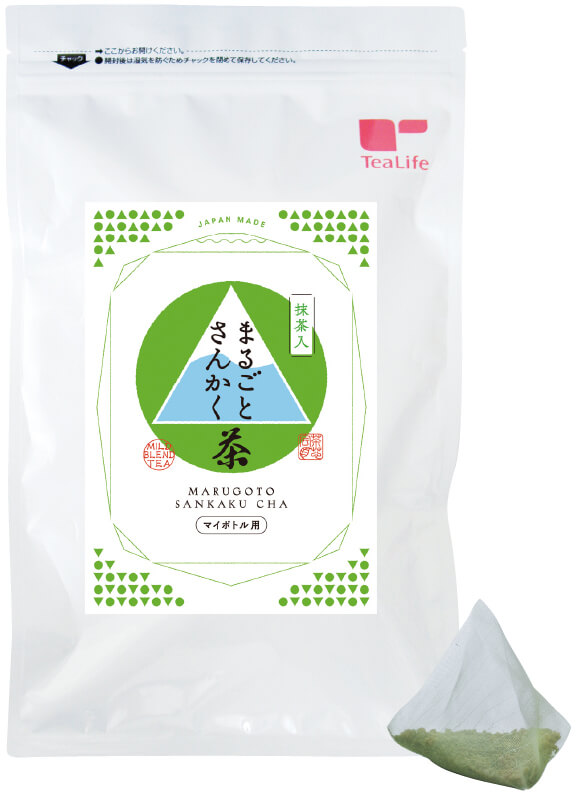 ➞ここからお開けください。
チャック
●開封後は湿気を防ぐためチャックを閉めて保存してください。
TeaLife
JAPAN MADE
抹茶入
まるごと
さんかく
茶
MILD
BLEND
TEA
MARUGOTO
SANKAKU CHA
マイボトル用